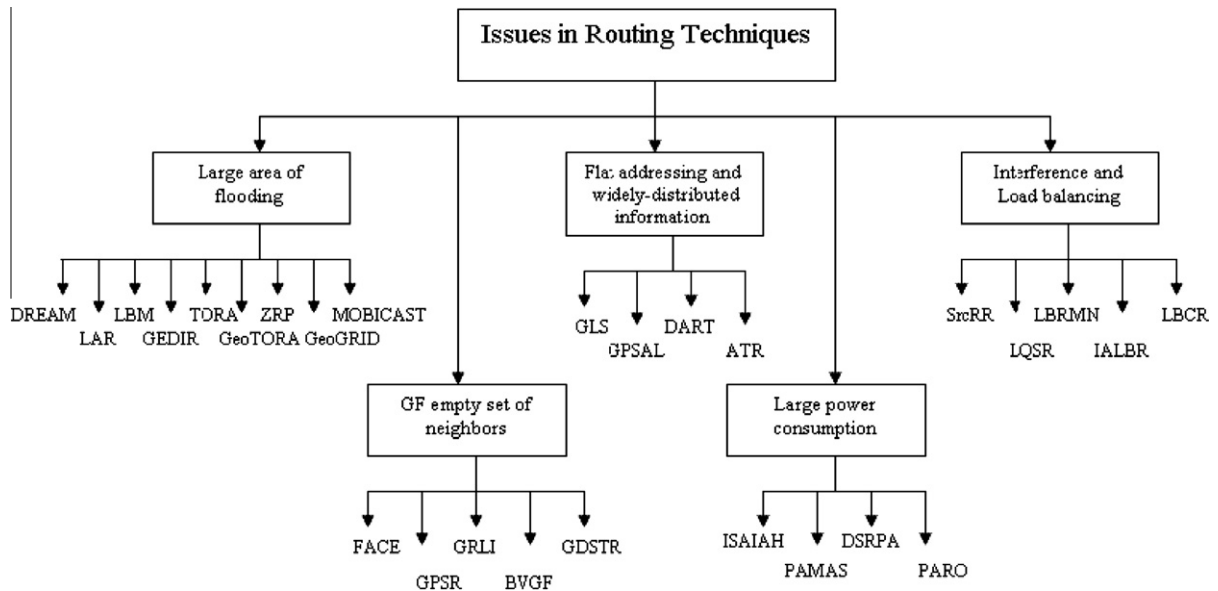 Issues in Routing Techniques
Large area of
flooding
Flat addressing and
widely-distributed
information
Interference and
Load balancing
DREAM LBM TORA ZRP MOBICAST
LAR GEDIR GeoTORA GeoGRID
GLS DART
GPSAL ATR
SrcRR LBRMN LBCR
LQSR IALBR
GF empty set of
neighbors
Large power
consumption
FACE GRLI GDSTR
GPSR BVGF
ISAIAH DSRPA
PAMAS PARO